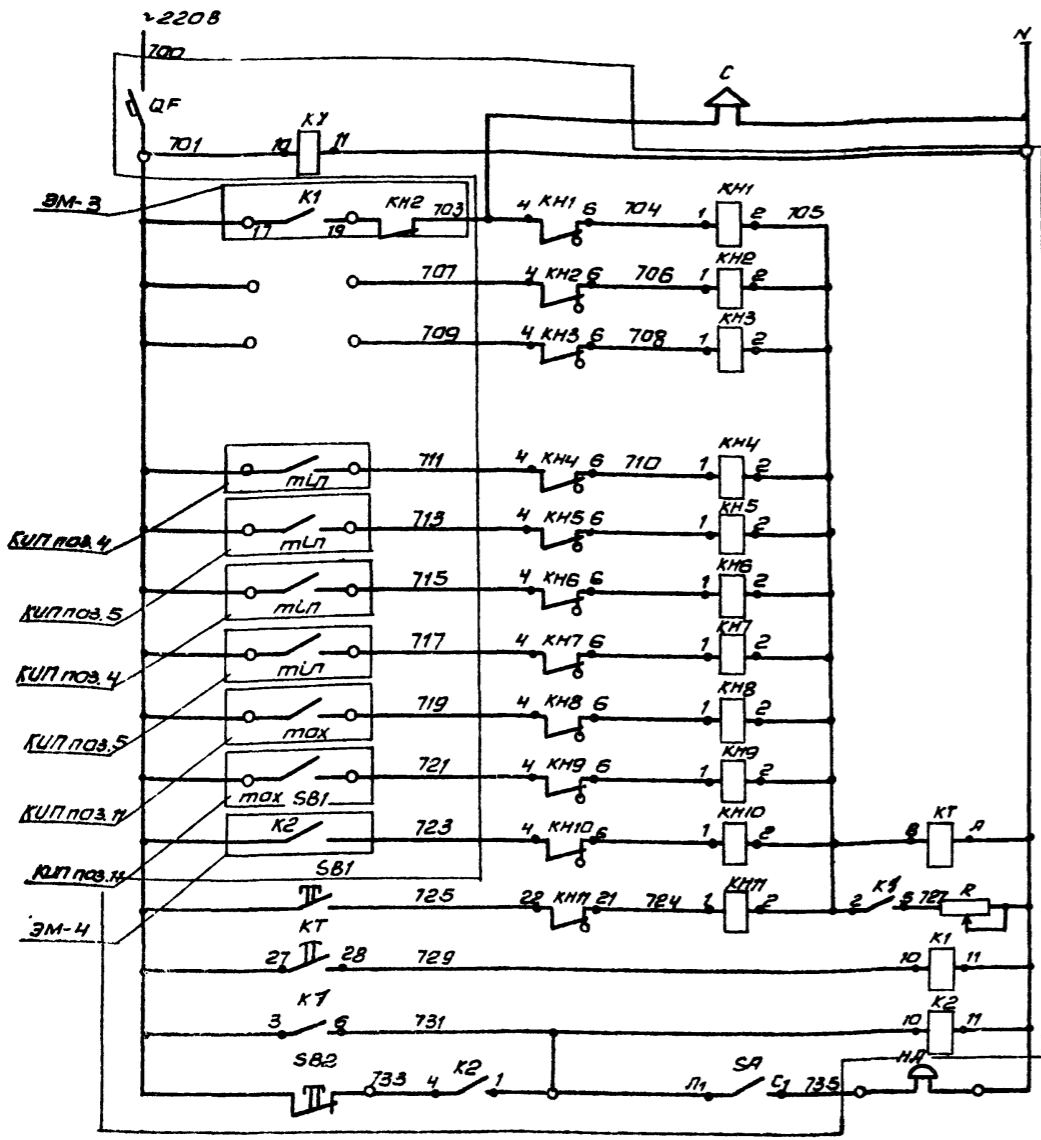 ~220В
N
700
С
QF
КУ
701 10 11
ЭМ-3
К1 КН2 703 4 КН1 6 704 1 КН1 2 705
17 19
707 4 КН2 6 706 1 КН2 2
709 4 КН3 6 708 1 КН3 2
711 4 КН4 6 710 1 КН4 2
min
КИП поз.4
713 4 КН5 6 1 КН5 2
min
КИП поз.5
715 4 КН6 6 1 КН6 2
min
КИП поз.4
717 4 КН7 6 1 КН7 2
min
КИП поз.5
719 4 КН8 6 1 КН8 2
max
КИП поз.11
721 4 КН9 6 1 КН9 2
max SB1
КИП поз.11
К2 723 4 КН10 6 1 КН10 2 В КТ А
SB1
ЭМ-4
725 22 КН11 21 724 1 КН11 2 2 5 727 R
КТ
27 28 729 10 К1 11
3 6 731 10 К2 11
SB2 733 4 К2 1 Л1 SA С1 735 НА